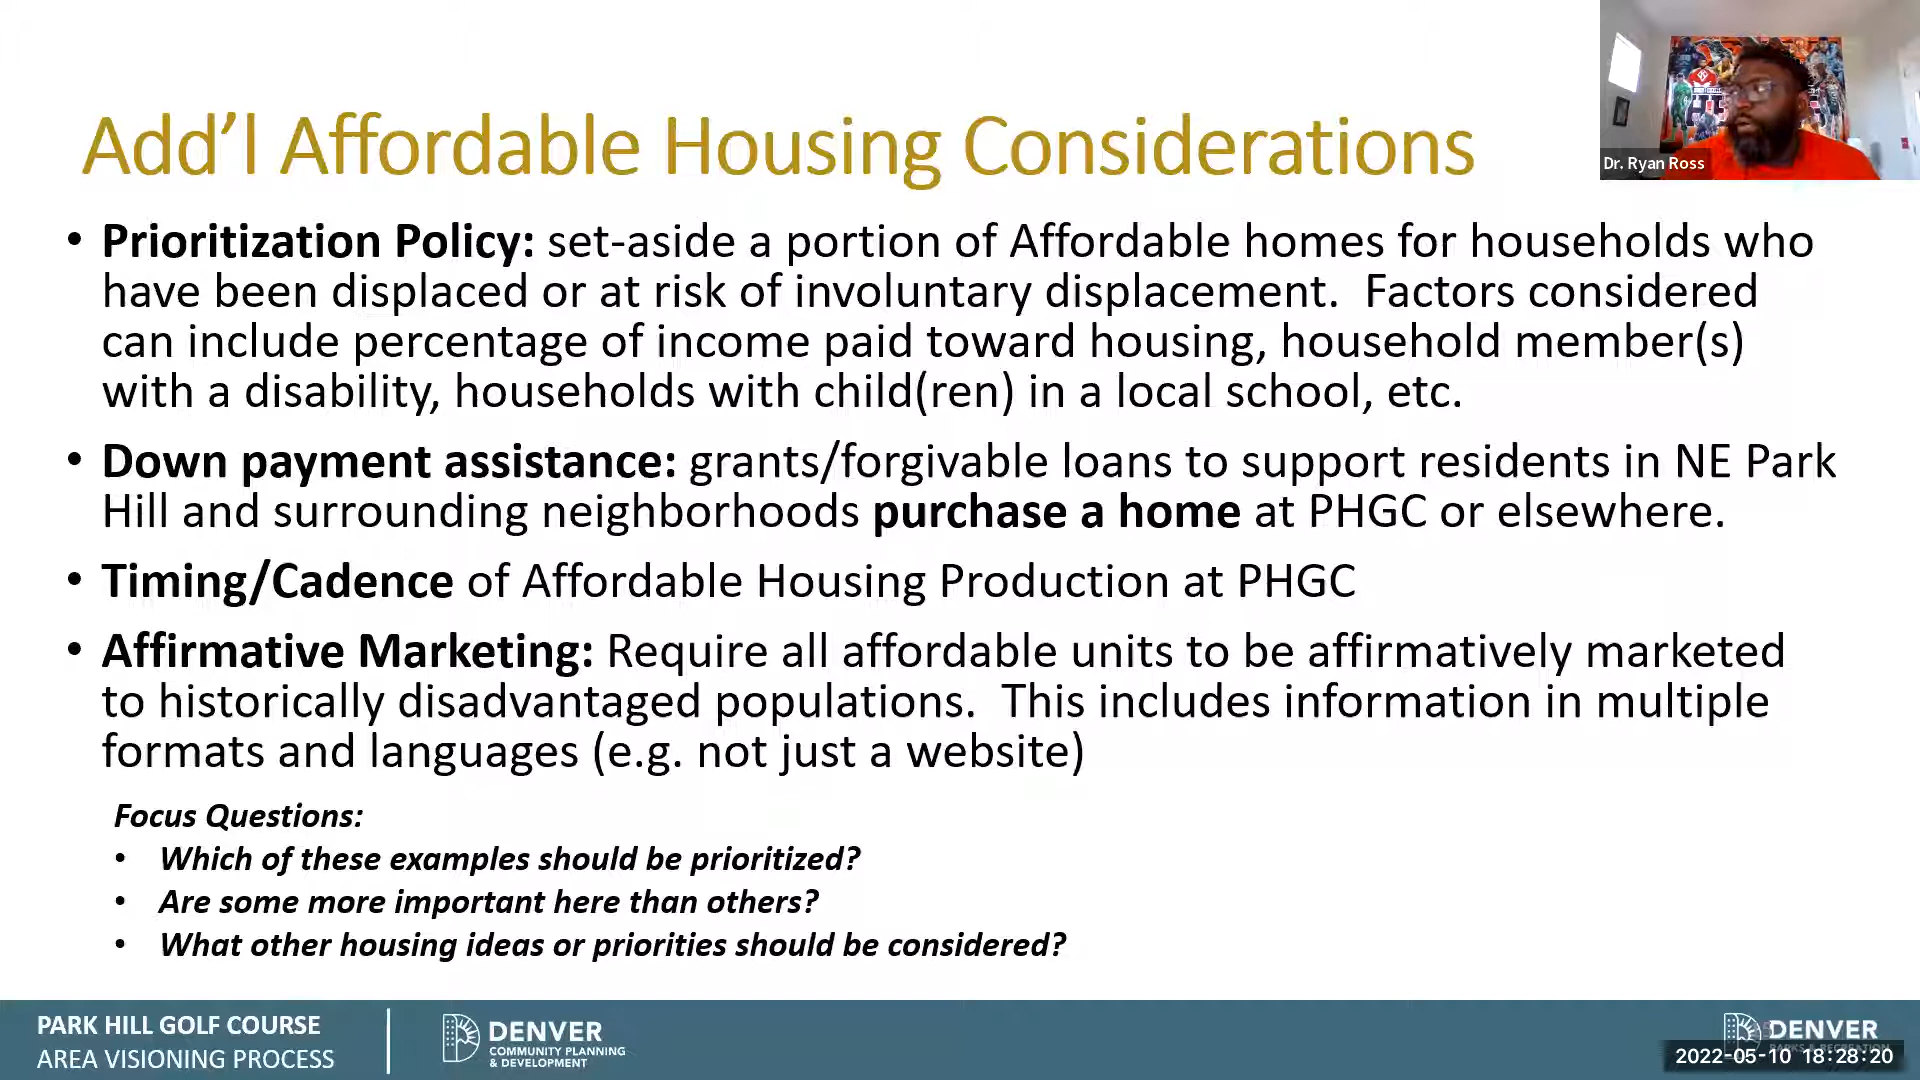 Add'l Affordable Housing Considerations
Dr. Ryan Ross
• Prioritization Policy: set-aside a portion of Affordable homes for households who
have been displaced or at risk of involuntary displacement.  Factors considered
can include percentage of income paid toward housing, household member(s)
with a disability, households with child(ren) in a local school, etc.
• Down payment assistance: grants/forgivable loans to support residents in NE Park
Hill and surrounding neighborhoods purchase a home at PHGC or elsewhere.
• Timing/Cadence of Affordable Housing Production at PHGC
• Affirmative Marketing: Require all affordable units to be affirmatively marketed
to historically disadvantaged populations.  This includes information in multiple
formats and languages (e.g. not just a website)
Focus Questions:
• Which of these examples should be prioritized?
• Are some more important here than others?
• What other housing ideas or priorities should be considered?
PARK HILL GOLF COURSE
AREA VISIONING PROCESS
DENVER
COMMUNITY PLANNING
& DEVELOPMENT
DENVER
PARKS & RECREATION
2022-05-10 18:28:20